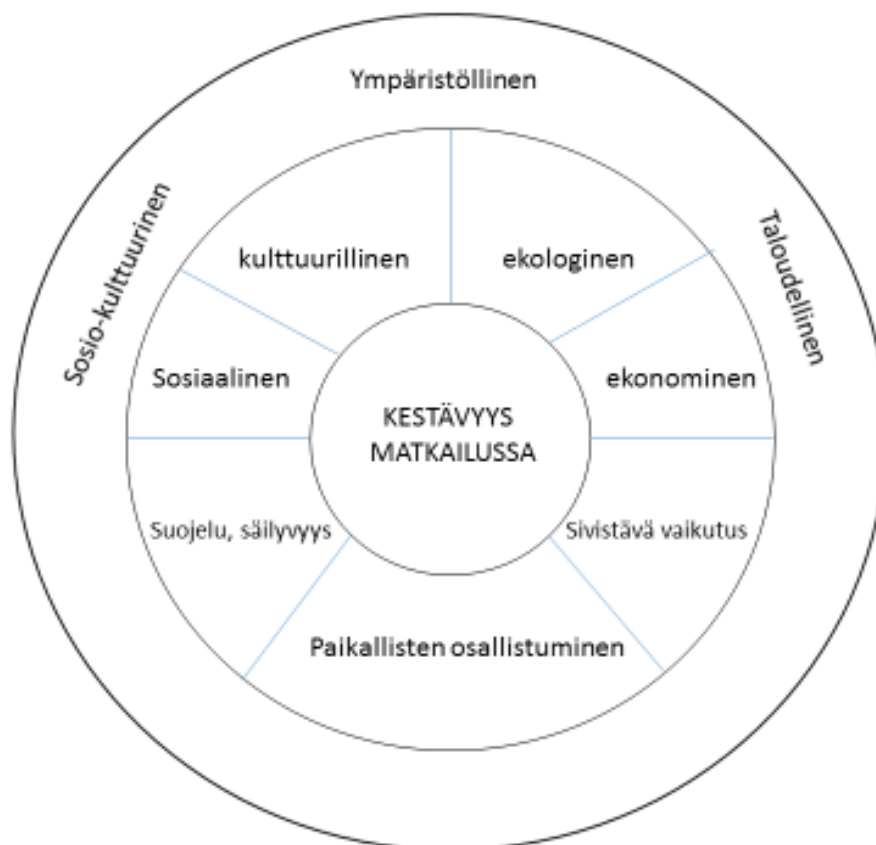 Ympäristöllinen
Sosio-kulttuurinen
Taloudellinen
kulttuurillinen
ekologinen
Sosiaalinen
ekonominen
KESTÄVYYS
MATKAILUSSA
Suojelu, säilyvyys
Sivistävä vaikutus
Paikallisten osallistuminen